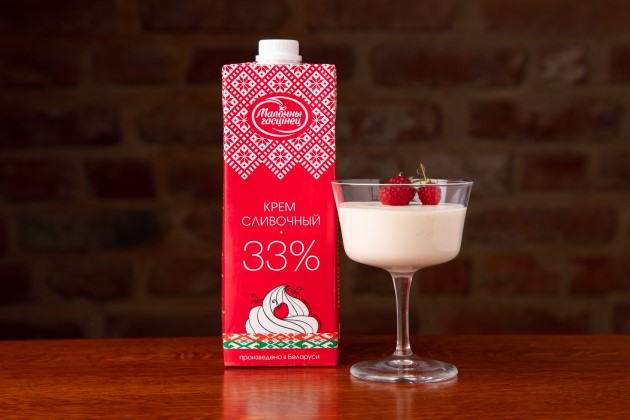 Малочны
гасцінец
КРЕМ
СЛИВОЧНЫЙ
33%
произведено в Беларуси